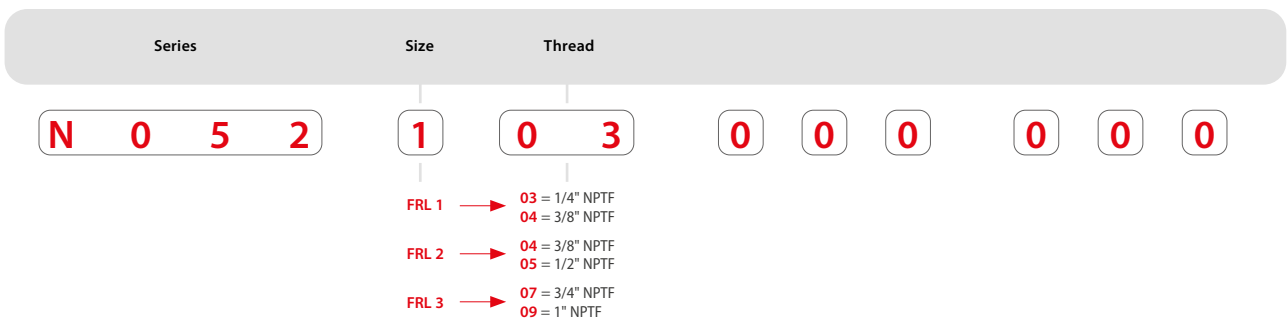 Series Size Thread
N 0 5 2 1 0 3 0 0 0 0 0 0
FRL 1 03 = 1/4" NPTF
04 = 3/8" NPTF
FRL 2 04 = 3/8" NPTF
05 = 1/2" NPTF
FRL 3 07 = 3/4" NPTF
09 = 1" NPTF